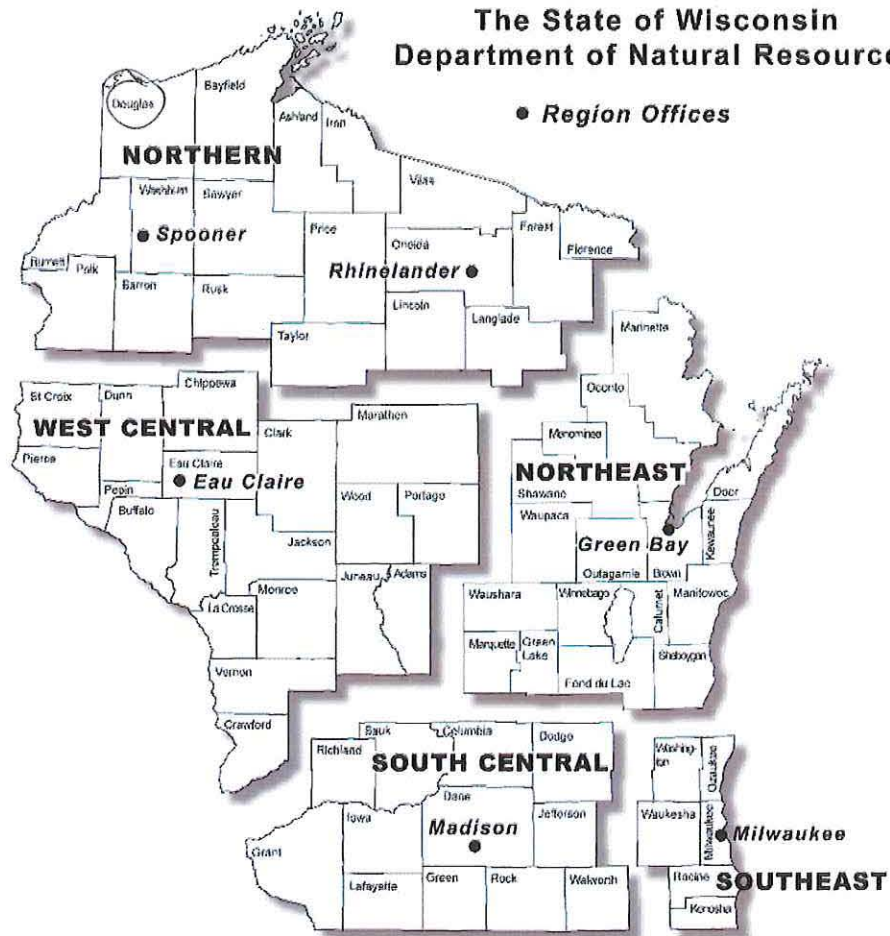 The State of Wisconsin
Department of Natural Resource
● Region Offices
Douglas
Bayfield
Ashland
Iron
NORTHERN
Vilas
Washburn
Sawyer
Price
Oneida
Forest
Florence
Spooner
Rhinelander
Burnett
Polk
Barron
Rusk
Lincoln
Langlade
Taylor
Marinette
Oconto
Chippewa
St Croix
Dunn
Clark
Marathon
WEST CENTRAL
Menominee
NORTHEAST
Pierce
Eau Claire
Eau Claire
Pepin
Buffalo
Wood
Portage
Shawano
Door
Waupaca
Trempealeau
Jackson
Green Bay
Kewaunee
Outagamie
Brown
Monroe
Juneau
Adams
La Crosse
Waushara
Winnebago
Calumet
Manitowoc
Marquette
Green
Lake
Sheboygan
Vernon
Fond du Lac
Crawford
Sauk
Columbia
Dodge
Richland
SOUTH CENTRAL
Washing-
ton
Ozaukee
Dane
Iowa
Madison
Jefferson
Waukesha
Milwaukee
Milwaukee
Grant
Lafayette
Green
Rock
Walworth
Racine
SOUTHEAST
Kenosha